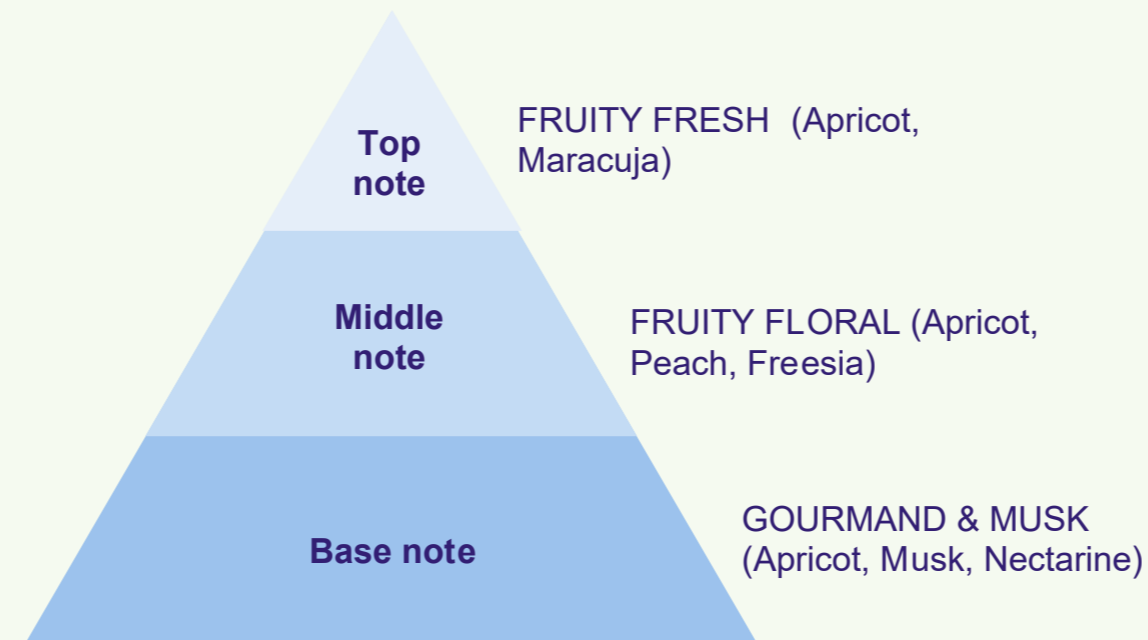 Top
note
FRUITY FRESH (Apricot,
Maracuja)
Middle
note
FRUITY FLORAL (Apricot,
Peach, Freesia)
Base note
GOURMAND & MUSK
(Apricot, Musk, Nectarine)